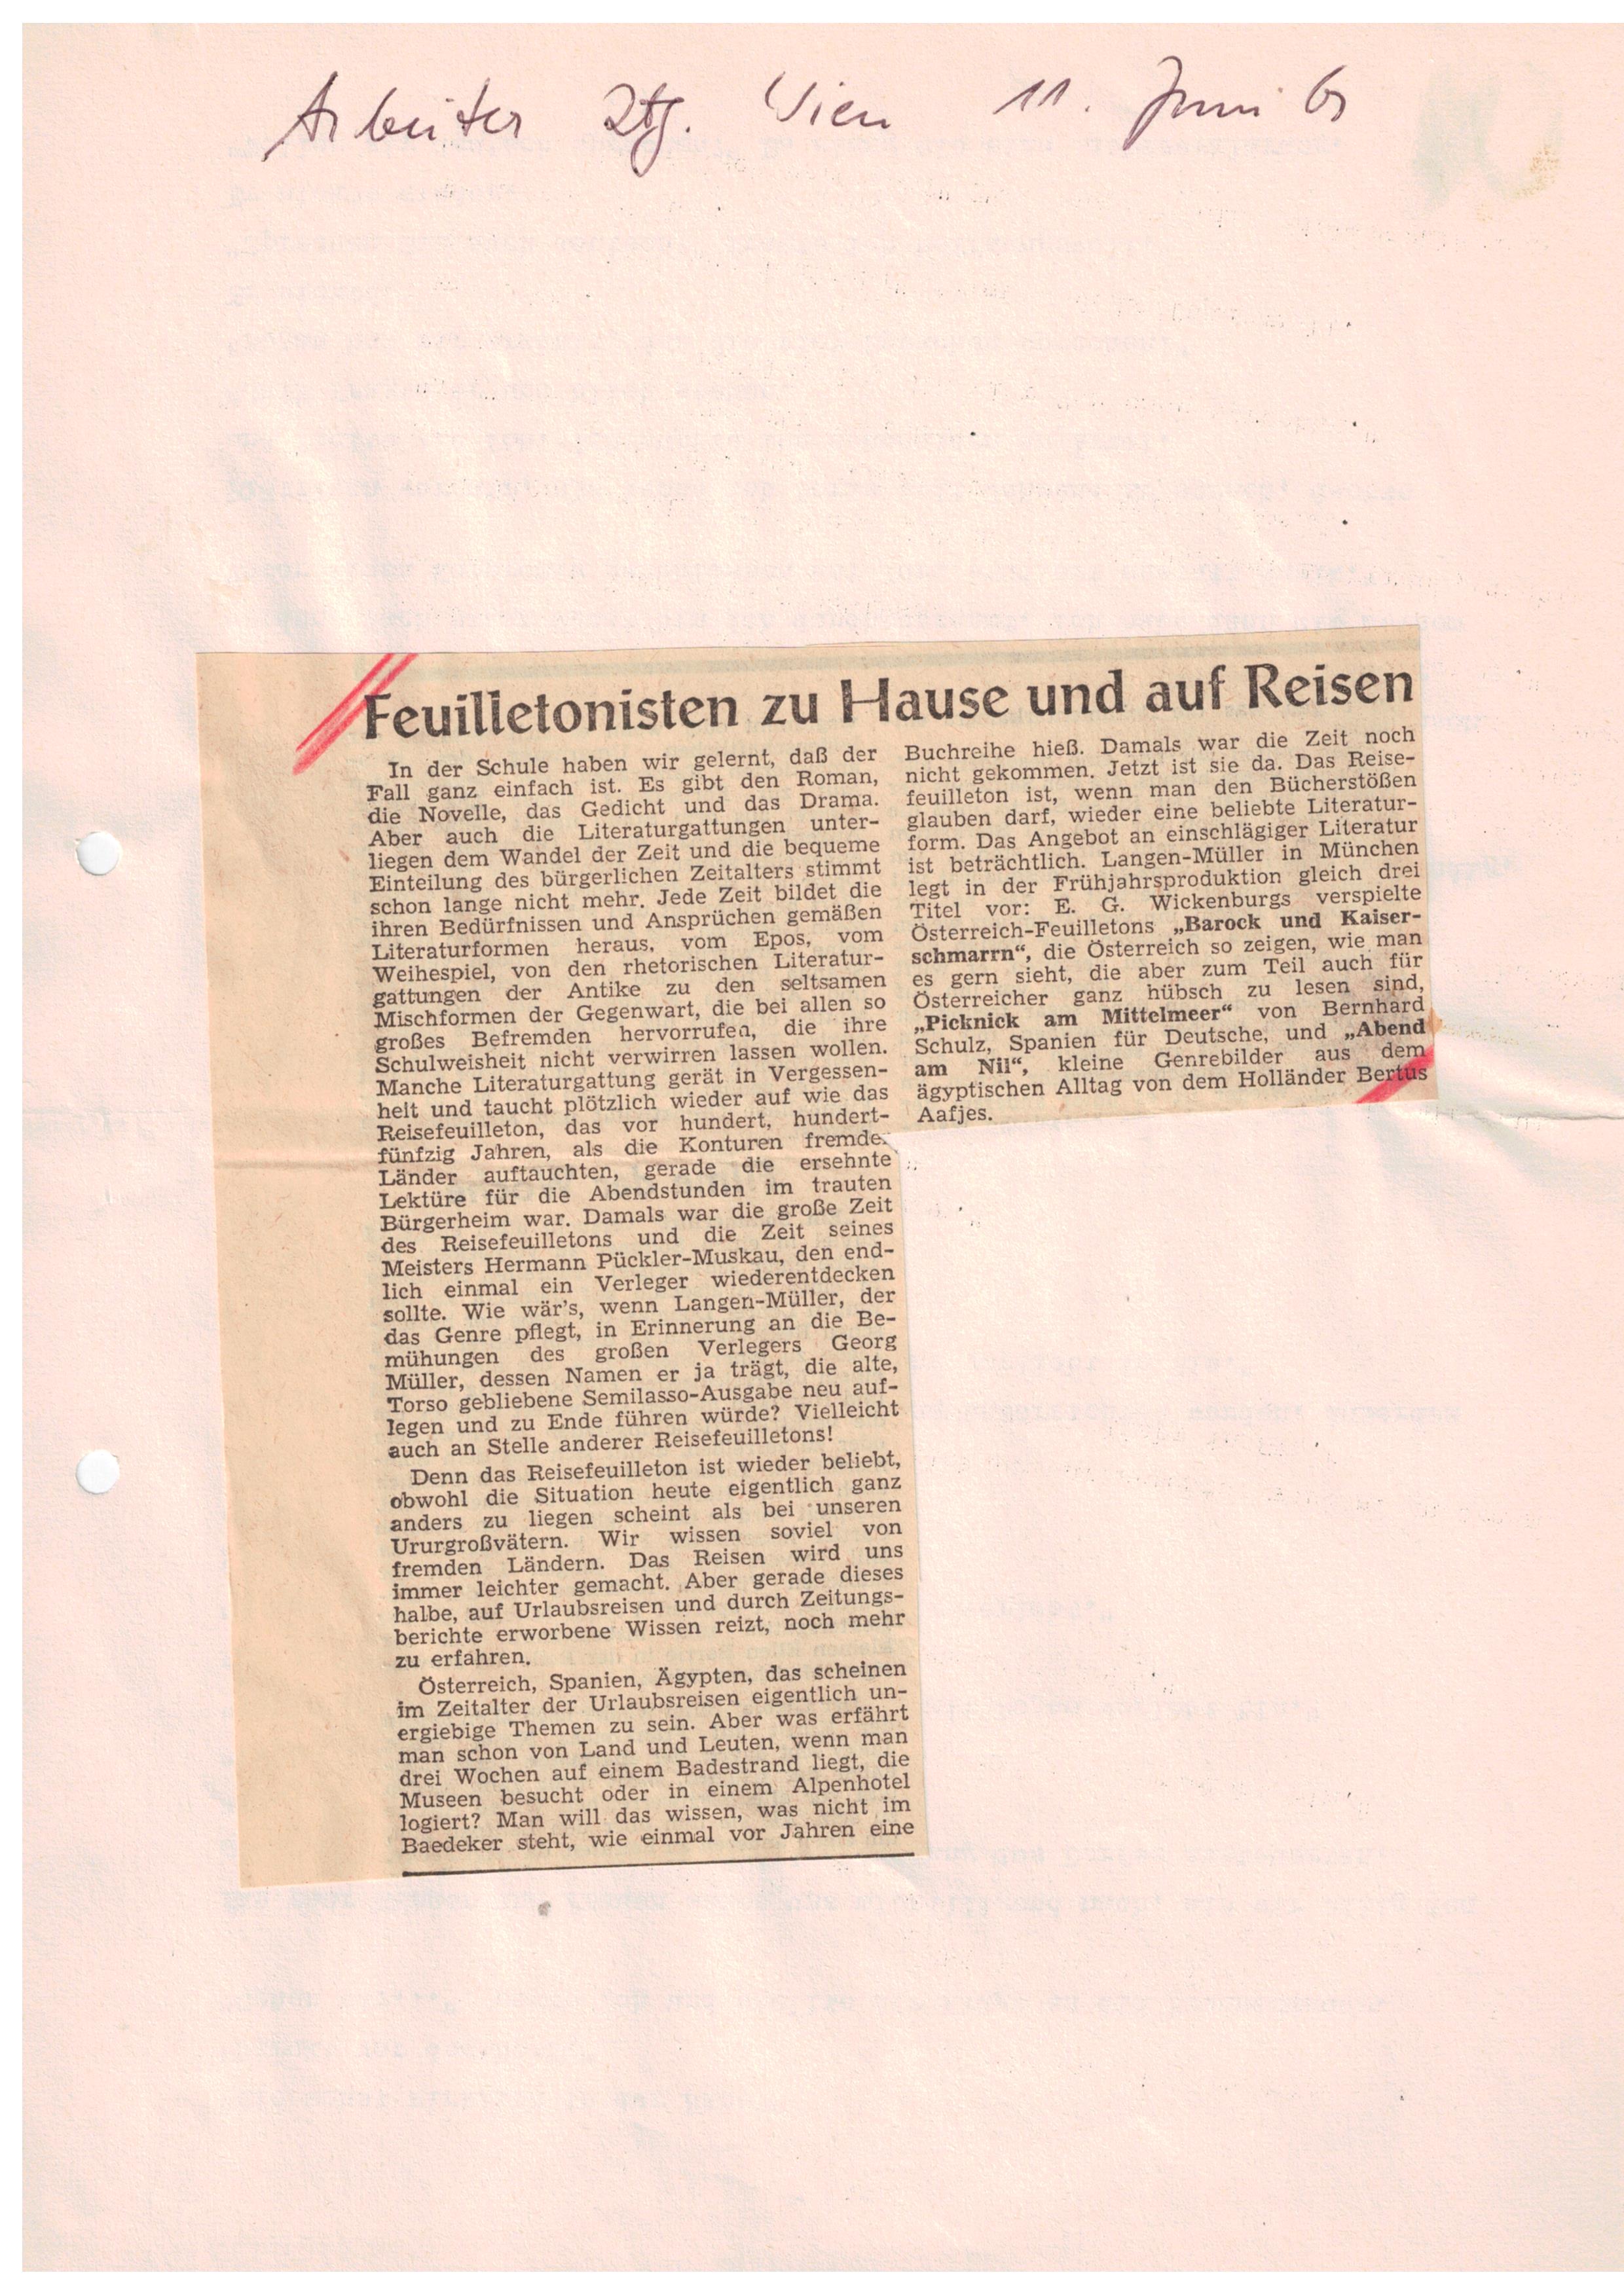 Arbeiter Ztg. Wien 11. Juni 61
Feuilletonisten zu Hause und auf Reisen
In der Schule haben wir gelernt, daß der
Fall ganz einfach ist. Es gibt den Roman,
die Novelle, das Gedicht und das Drama.
Aber auch die Literaturgattungen unter-
liegen dem Wandel der Zeit und die bequeme
Einteilung des bürgerlichen Zeitalters stimmt
schon lange nicht mehr. Jede Zeit bildet die
ihren Bedürfnissen und Ansprüchen gemäßen
Literaturformen heraus, vom Epos, vom
Weihespiel, von den rhetorischen Literatur-
gattungen der Antike zu den seltsamen
Mischformen der Gegenwart, die bei allen so
großes Befremden hervorrufen, die ihre
Schulweisheit nicht verwirren lassen wollen.
Manche Literaturgattung gerät in Vergessen-
heit und taucht plötzlich wieder auf wie das
Reisefeuilleton, das vor hundert, hundert-
fünfzig Jahren, als die Konturen fremder
Länder auftauchten, gerade die ersehnte
Lektüre für die Abendstunden im trauten
Bürgerheim war. Damals war die große Zeit
des Reisefeuilletons und die Zeit seines
Meisters Hermann Pückler-Muskau, den end-
lich einmal ein Verleger wiederentdecken
sollte. Wie wär's, wenn Langen-Müller, der
das Genre pflegt, in Erinnerung an die Be-
mühungen des großen Verlegers Georg
Müller, dessen Namen er ja trägt, die alte,
Torso gebliebene Semilasso-Ausgabe neu auf-
legen und zu Ende führen würde? Vielleicht
auch an Stelle anderer Reisefeuilletons!
Denn das Reisefeuilleton ist wieder beliebt,
obwohl die Situation heute eigentlich ganz
anders zu liegen scheint als bei unseren
Ururgroßvätern. Wir wissen soviel von
fremden Ländern. Das Reisen wird uns
immer leichter gemacht. Aber gerade dieses
halbe, auf Urlaubsreisen und durch Zeitungs-
berichte erworbene Wissen reizt, noch mehr
zu erfahren.
Österreich, Spanien, Ägypten, das scheinen
im Zeitalter der Urlaubsreisen eigentlich un-
ergiebige Themen zu sein. Aber was erfährt
man schon von Land und Leuten, wenn man
drei Wochen auf einem Badestrand liegt, die
Museen besucht oder in einem Alpenhotel
logiert? Man will das wissen, was nicht im
Baedeker steht, wie einmal vor Jahren eine
Buchreihe hieß. Damals war die Zeit noch
nicht gekommen. Jetzt ist sie da. Das Reise-
feuilleton ist, wenn man den Bücherstößen
glauben darf, wieder eine beliebte Literatur-
form. Das Angebot an einschlägiger Literatur
ist beträchtlich. Langen-Müller in München
legt in der Frühjahrsproduktion gleich drei
Titel vor: E. G. Wickenburgs verspielte
Österreich-Feuilletons „Barock und Kaiser-
schmarrn“, die Österreich so zeigen, wie man
es gern sieht, die aber zum Teil auch für
Österreicher ganz hübsch zu lesen sind,
„Picknick am Mittelmeer“ von Bernhard
Schulz, Spanien für Deutsche, und „Abend
am Nil“, kleine Genrebilder aus dem
ägyptischen Alltag von dem Holländer Bertus
Aafjes.